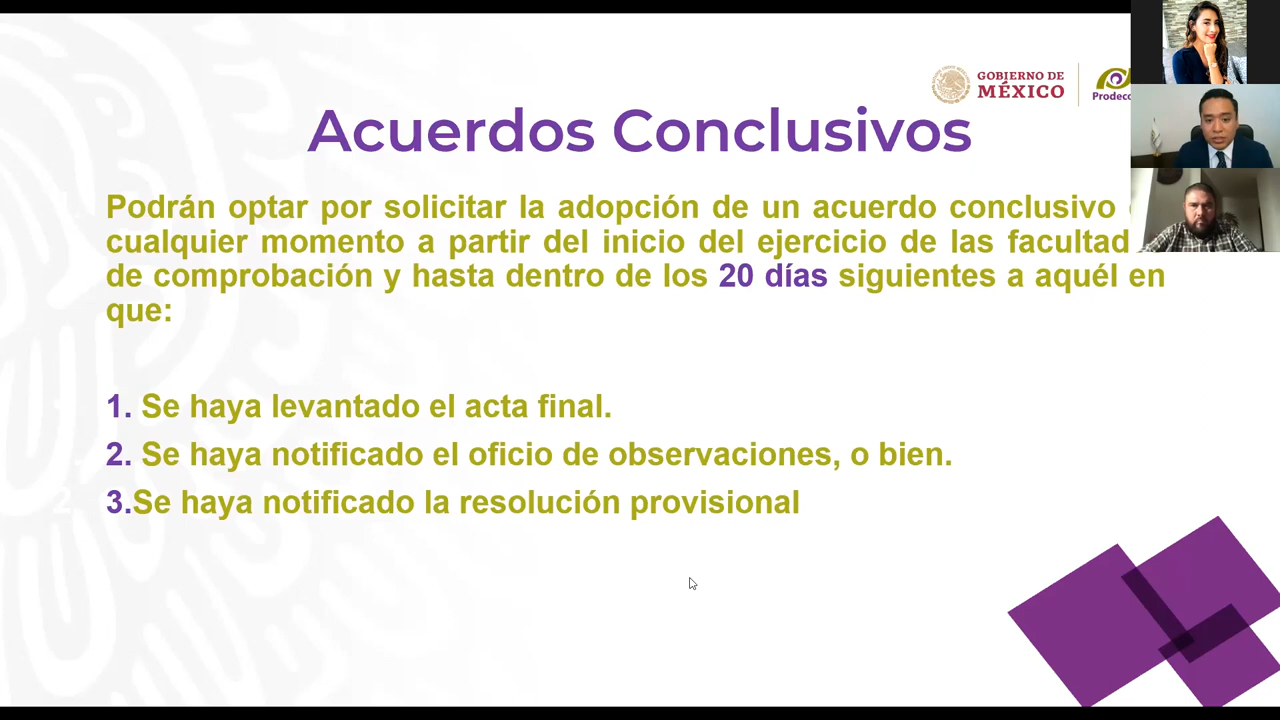 GOBIERNO DE
MÉXICO
Acuerdos Conclusivos
Podrán optar por solicitar la adopción de un acuerdo conclusivo
cualquier momento a partir del inicio del ejercicio de las facultad
de comprobación y hasta dentro de los 20 días siguientes a aquél en
que:
1. Se haya levantado el acta final.
2. Se haya notificado el oficio de observaciones, o bien.
3.Se haya notificado la resolución provisional